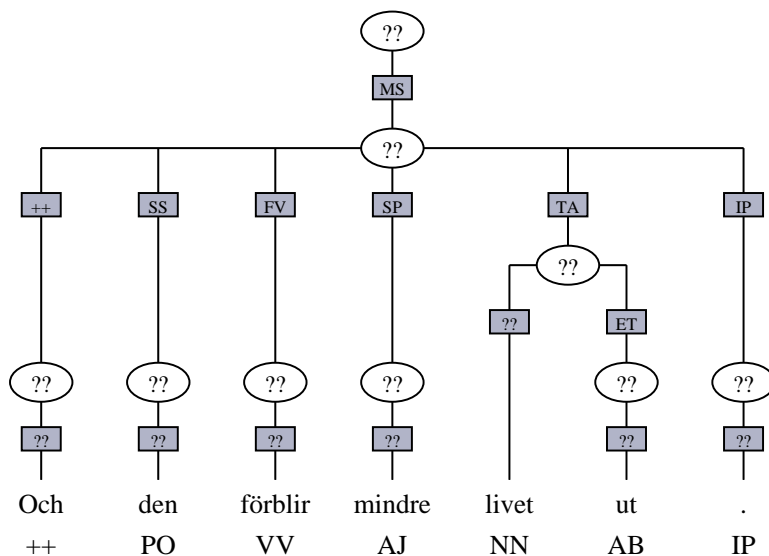 ??
MS
??
++ SS FV SP TA IP
??
?? ET
?? ?? ?? ?? ?? ??
?? ?? ?? ?? ?? ??
Och den förblir mindre livet ut .
++ PO VV AJ NN AB IP